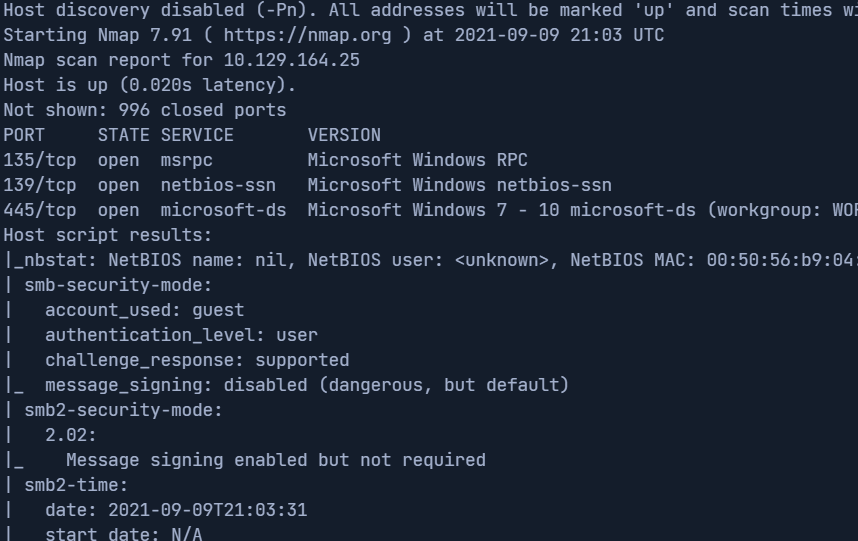 Host discovery disabled (-Pn). All addresses will be marked 'up' and scan times
Starting Nmap 7.91 ( https://nmap.org ) at 2021-09-09 21:03 UTC
Nmap scan report for 10.129.164.25
Host is up (0.020s latency).
Not shown: 996 closed ports
PORT     STATE SERVICE       VERSION
135/tcp  open  msrpc         Microsoft Windows RPC
139/tcp  open  netbios-ssn   Microsoft Windows netbios-ssn
445/tcp  open  microsoft-ds  Microsoft Windows 7 - 10 microsoft-ds (workgroup:
Host script results:
|_nbstat: NetBIOS name: nil, NetBIOS user: <unknown>, NetBIOS MAC: 00:50:56:b9:04:
| smb-security-mode:
|   account_used: guest
|   authentication_level: user
|   challenge_response: supported
|_  message_signing: disabled (dangerous, but default)
| smb2-security-mode:
|   2.02:
|_    Message signing enabled but not required
| smb2-time:
|   date: 2021-09-09T21:03:31
|   start_date: N/A